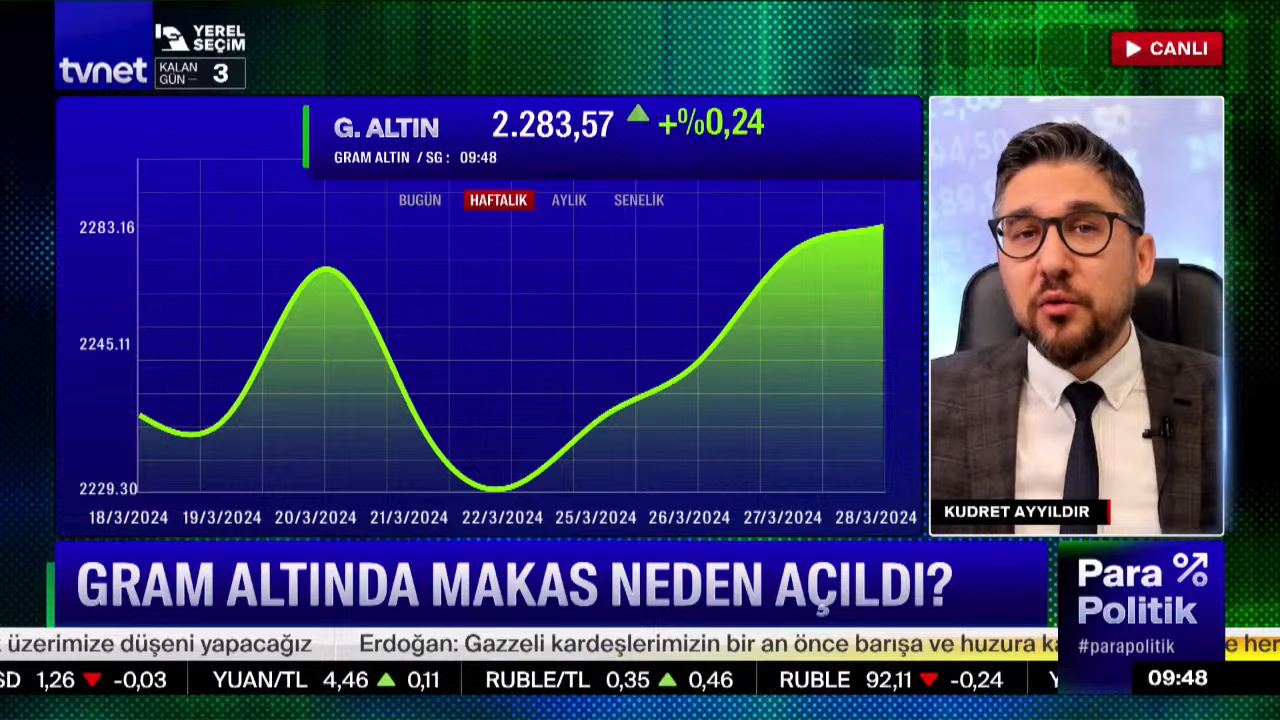 tvnet
YEREL
SEÇİM
KALAN
GÜN
3
CANLI
G. ALTIN 2.283,57 +%0,24
GRAM ALTIN / SG : 09:48
BUGÜN HAFTALIK AYLIK SENELİK
2283.16
2245.11
2229.30
18/3/2024 19/3/2024 20/3/2024 21/3/2024 22/3/2024 25/3/2024 26/3/2024 27/3/2024 28/3/2024
KUDRET AYYILDIR
GRAM ALTINDA MAKAS NEDEN AÇILDI?
Para %
Politik
#parapolitik
üzerimize düşeni yapacağız Erdoğan: Gazzeli kardeşlerimizin bir an önce barışa ve huzura
1,26 -0,03 YUAN/TL 4,46 0,11 RUBLE/TL 0,35 0,46 RUBLE 92,11 -0,24
09:48